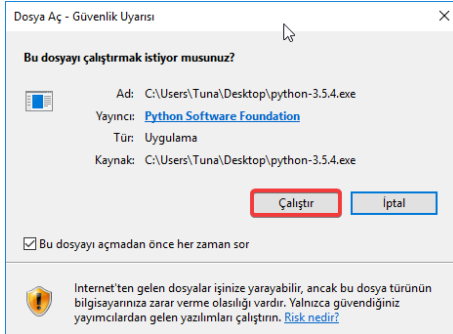 Dosya Aç - Güvenlik Uyarısı
Bu dosyayı çalıştırmak istiyor musunuz?
Ad: C:\Users\Tuna\Desktop\python-3.5.4.exe
Yayıncı: Python Software Foundation
Tür: Uygulama
Kaynak: C:\Users\Tuna\Desktop\python-3.5.4.exe
Çalıştır İptal
Bu dosyayı açmadan önce her zaman sor
Internet'ten gelen dosyalar işinize yarayabilir, ancak bu dosya türünün
bilgisayarınıza zarar verme olasılığı vardır. Yalnızca güvendiğiniz
yayımcılardan gelen yazılımları çalıştırın. Risk nedir?